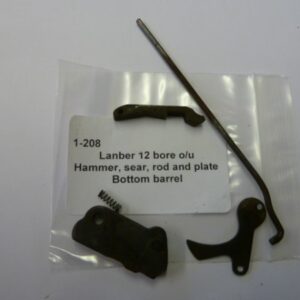 1-208
Lanber 12 bore o/u
Hammer, sear, rod and plate
Bottom barrel